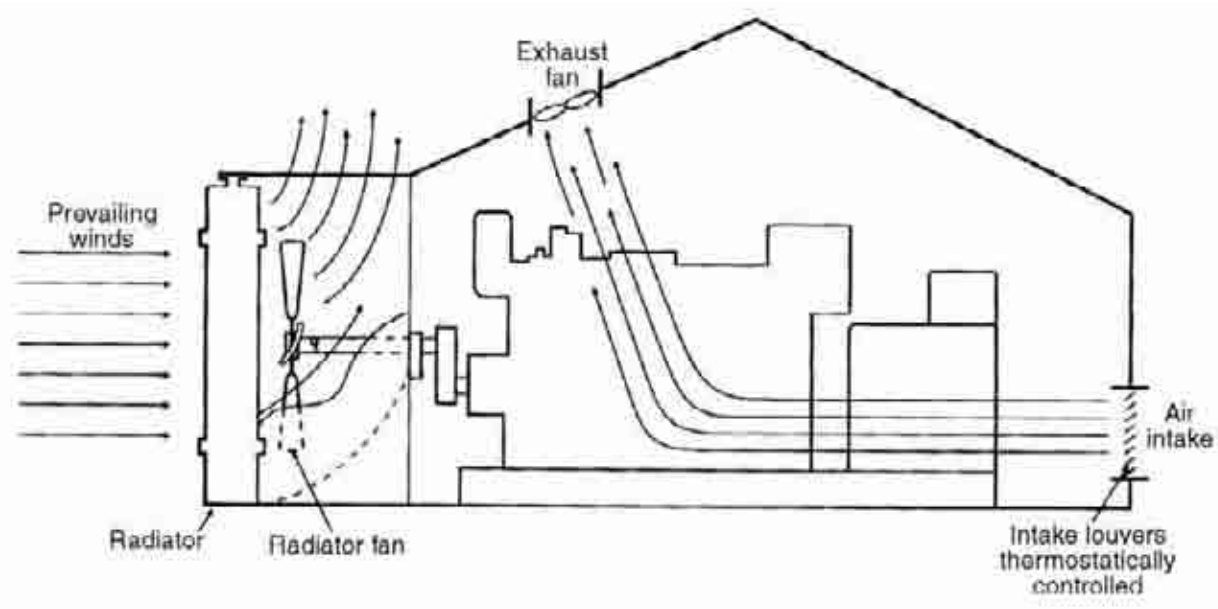 Exhaust
fan
Prevailing
winds
Air
intake
Radiator
Radiator fan
Intake louvers
thermostatically
controlled